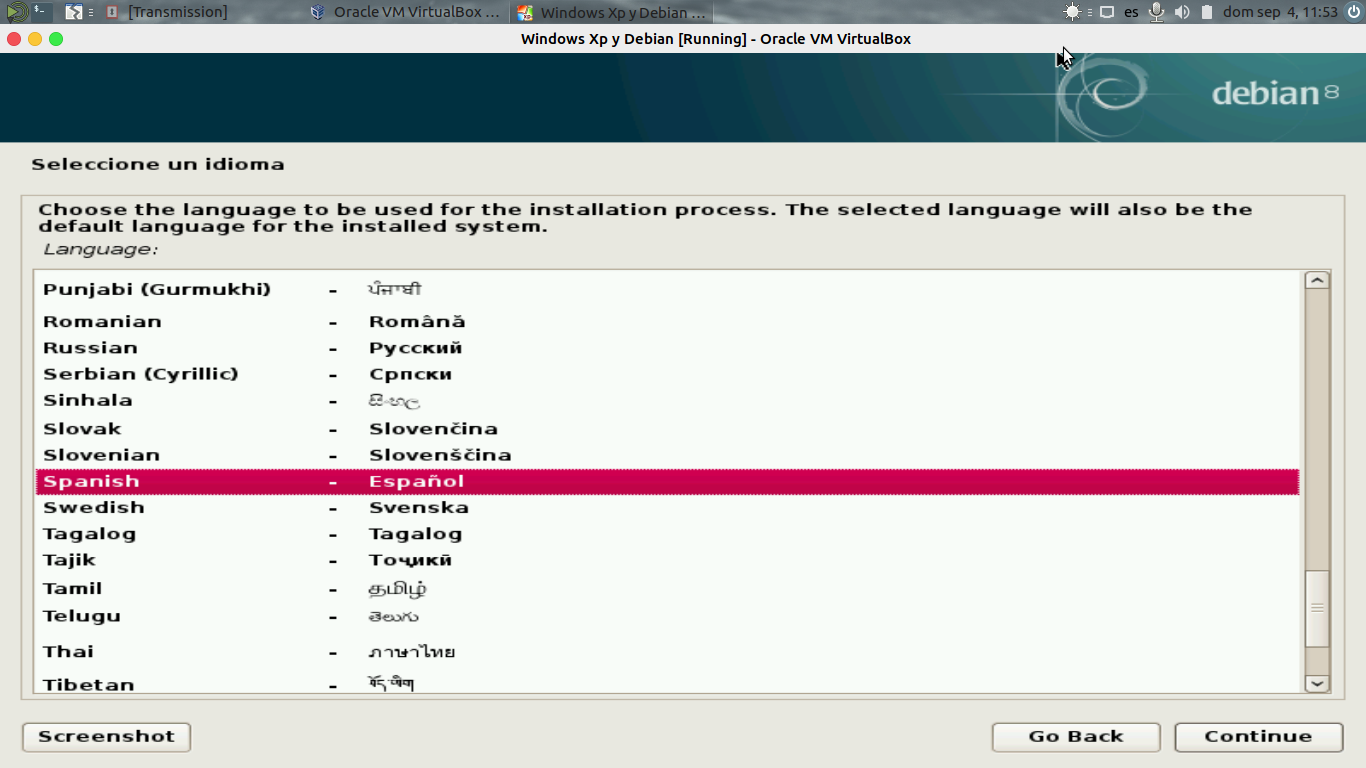 [Transmission]
Oracle VM VirtualBox ...
Windows Xp y Debian ...
es
dom sep 4, 11:53
Windows Xp y Debian [Running] - Oracle VM VirtualBox
debian 8
Seleccione un idioma
Choose the language to be used for the installation process. The selected language will also be the
default language for the installed system.
Language:
Punjabi (Gurmukhi) - ਪੰਜਾਬੀ
Romanian - Română
Russian - Русский
Serbian (Cyrillic) - Српски
Sinhala - සිංහල
Slovak - Slovenčina
Slovenian - Slovenščina
Spanish - Español
Swedish - Svenska
Tagalog - Tagalog
Tajik - Тоҷикӣ
Tamil - தமிழ்
Telugu - తెలుగు
Thai - ภาษาไทย
Tibetan - བོད་ཡིག
Screenshot
Go Back
Continue